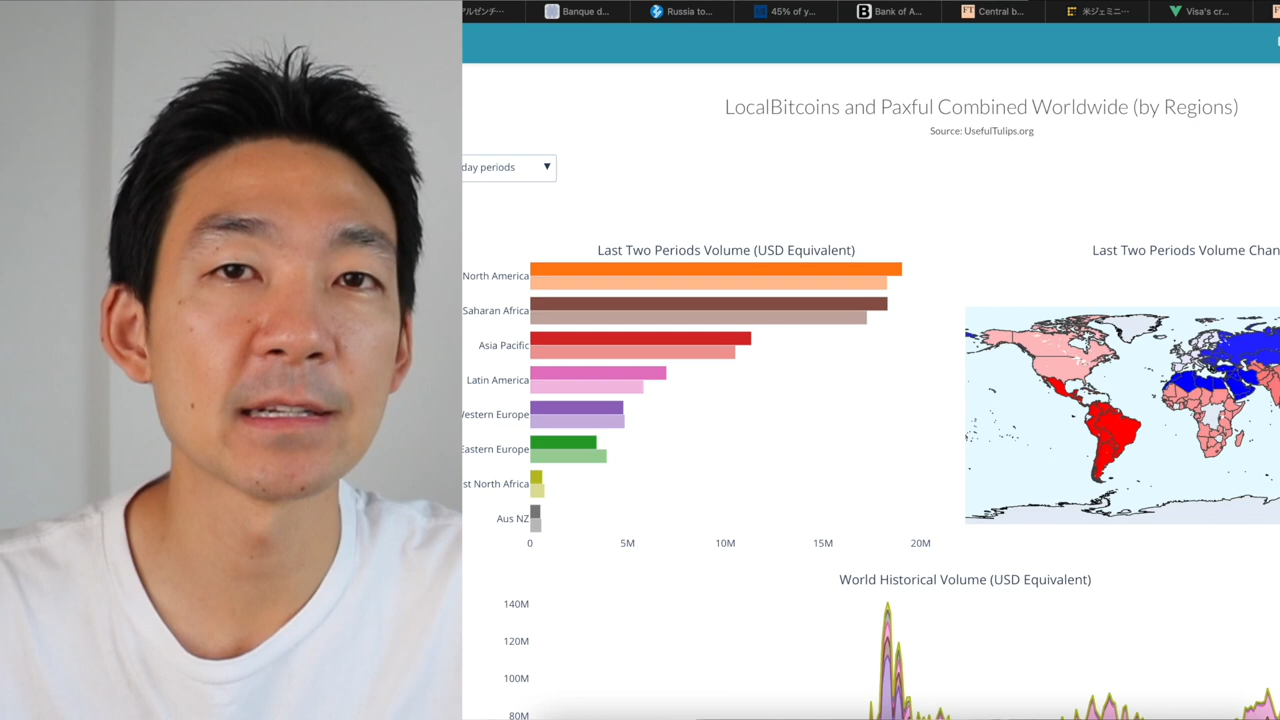 アルゼンチ…
Banque d...
Russia to...
45% of y...
Bank of A...
FT
Central b...
米ジェミニ…
Visa's cr...
LocalBitcoins and Paxful Combined Worldwide (by Regions)
Source: UsefulTulips.org
day periods
Last Two Periods Volume (USD Equivalent)
Last Two Periods Volume Chan
North America
Saharan Africa
Asia Pacific
Latin America
Western Europe
Eastern Europe
st North Africa
Aus NZ
0
5M
10M
15M
20M
World Historical Volume (USD Equivalent)
140M
120M
100M
80M